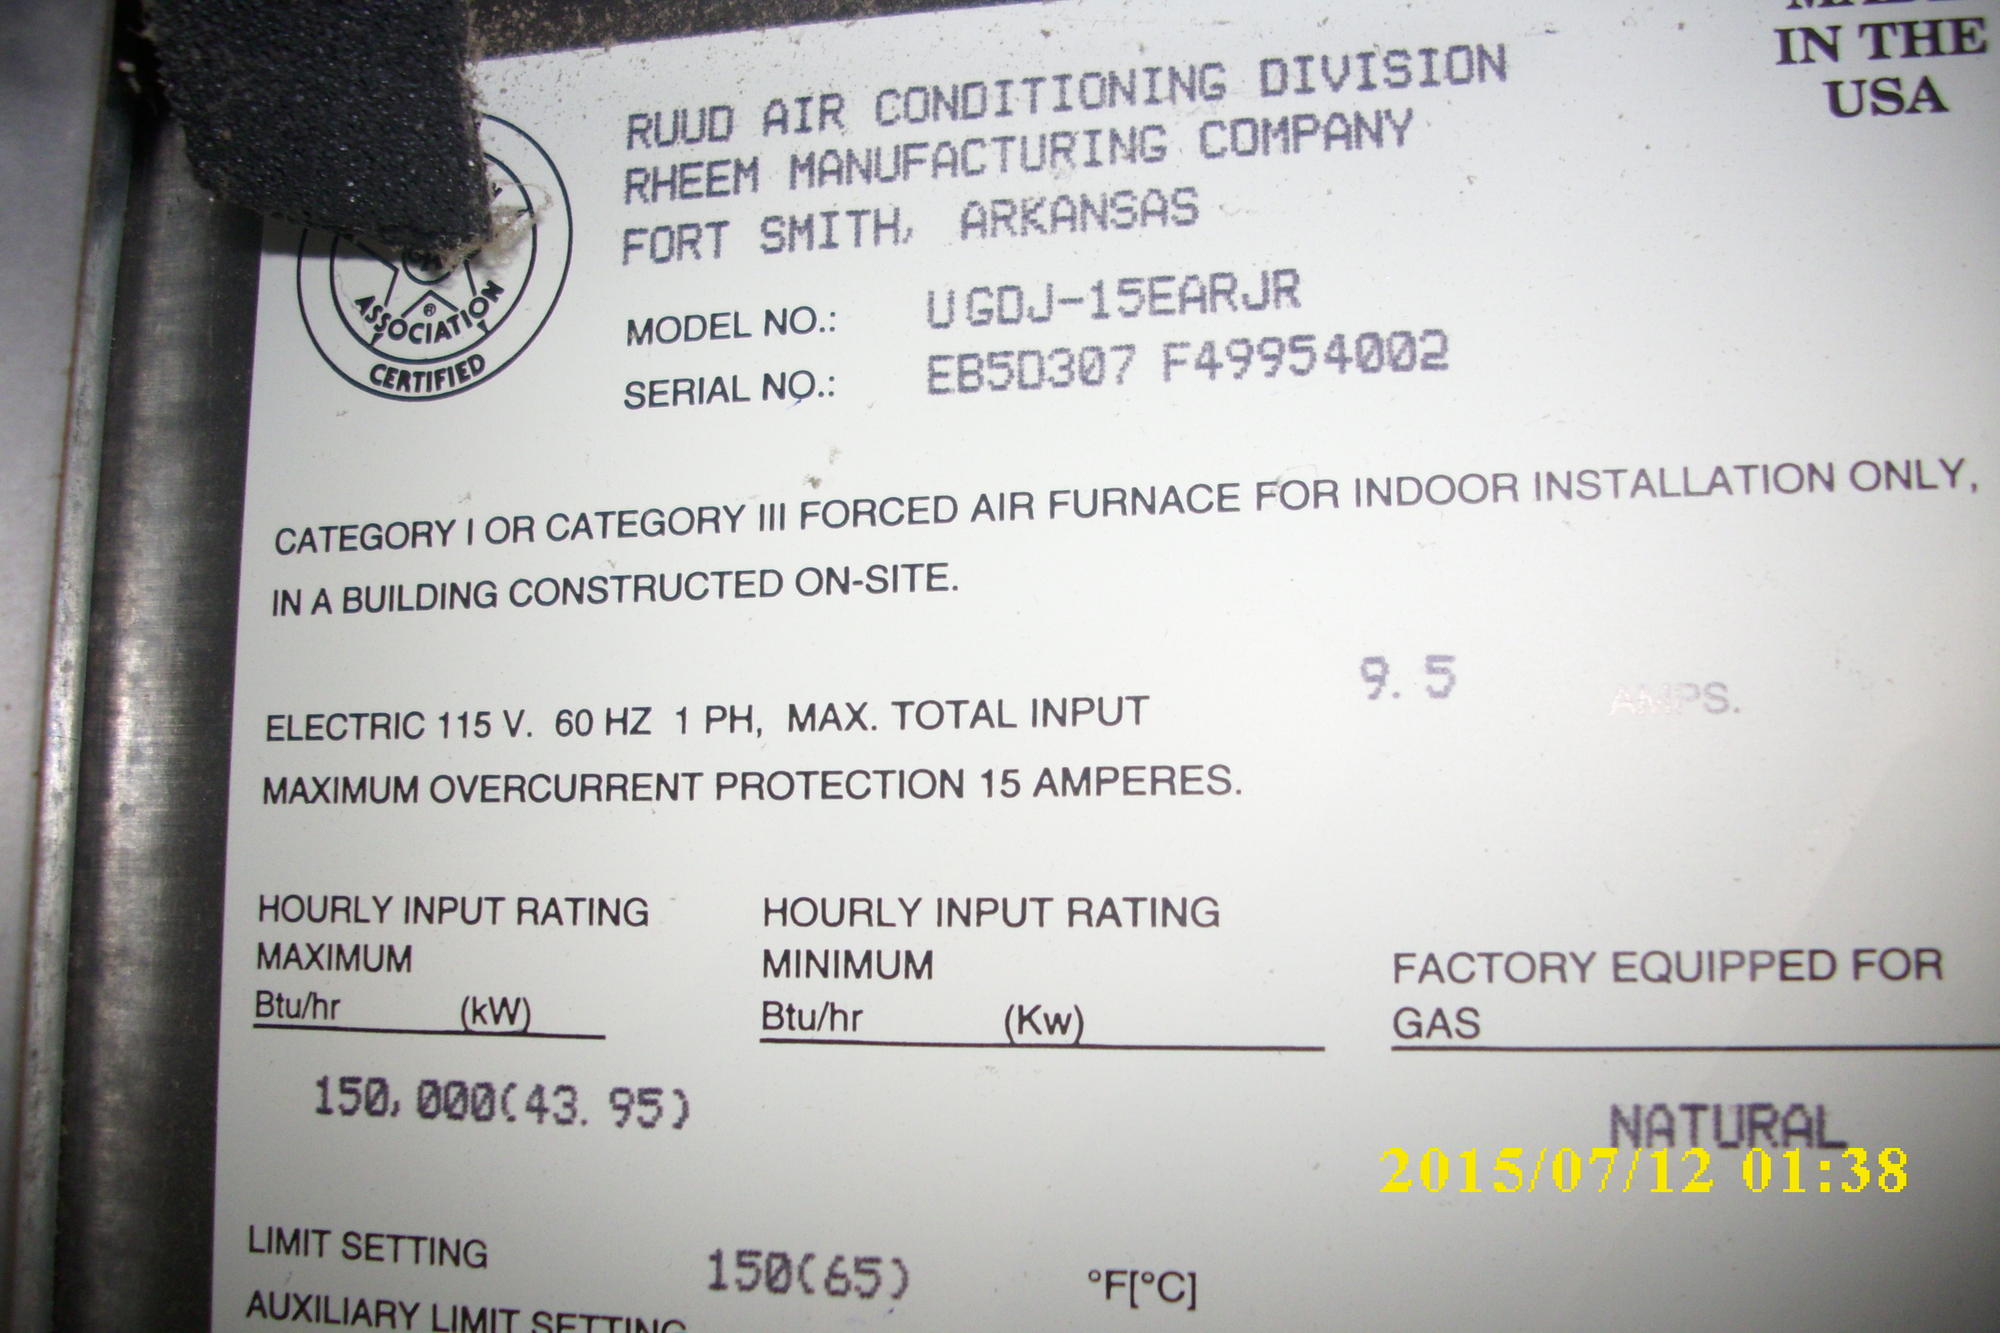 IN THE
USA
RUUD AIR CONDITIONING DIVISION
RHEEM MANUFACTURING COMPANY
FORT SMITH, ARKANSAS
ASSOCIATION
®
CERTIFIED
MODEL NO.: UGDJ-15EARJR
SERIAL NO.: EB5D307 F49954002
CATEGORY I OR CATEGORY III FORCED AIR FURNACE FOR INDOOR INSTALLATION ONLY,
IN A BUILDING CONSTRUCTED ON-SITE.
ELECTRIC 115 V. 60 HZ 1 PH, MAX. TOTAL INPUT 9.5 AMPS.
MAXIMUM OVERCURRENT PROTECTION 15 AMPERES.
HOURLY INPUT RATING
MAXIMUM
Btu/hr (kW)
150,000(43.95)
HOURLY INPUT RATING
MINIMUM
Btu/hr (Kw)
FACTORY EQUIPPED FOR
GAS
NATURAL
2015/07/12 01:38
LIMIT SETTING 150(65) °F[°C]
AUXILIARY LIMIT SETTING